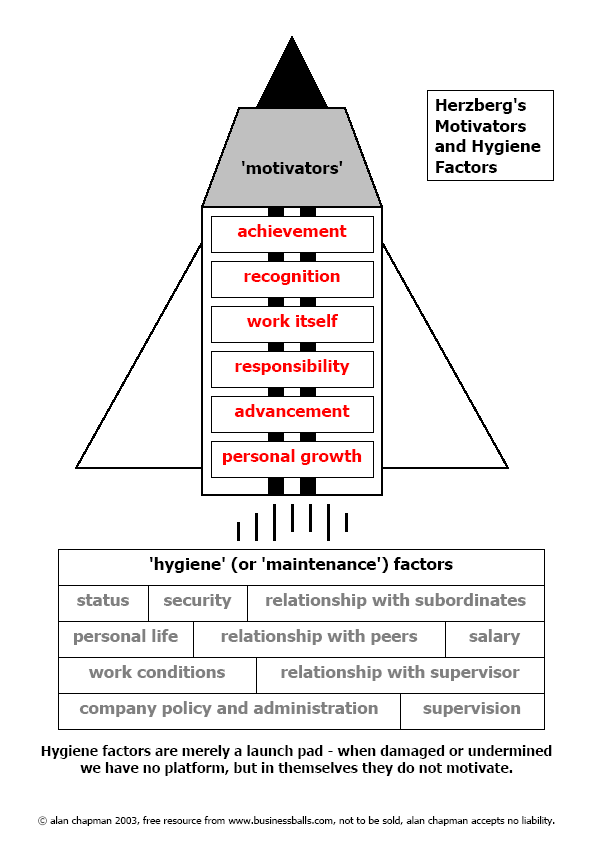 Herzberg's
Motivators
and Hygiene
Factors
'motivators'
achievement
recognition
work itself
responsibility
advancement
personal growth
'hygiene' (or 'maintenance') factors
status security relationship with subordinates
personal life relationship with peers salary
work conditions relationship with supervisor
company policy and administration supervision
Hygiene factors are merely a launch pad - when damaged or undermined
we have no platform, but in themselves they do not motivate.
© alan chapman 2003, free resource from www.businessballs.com, not to be sold, alan chapman accepts no liability.